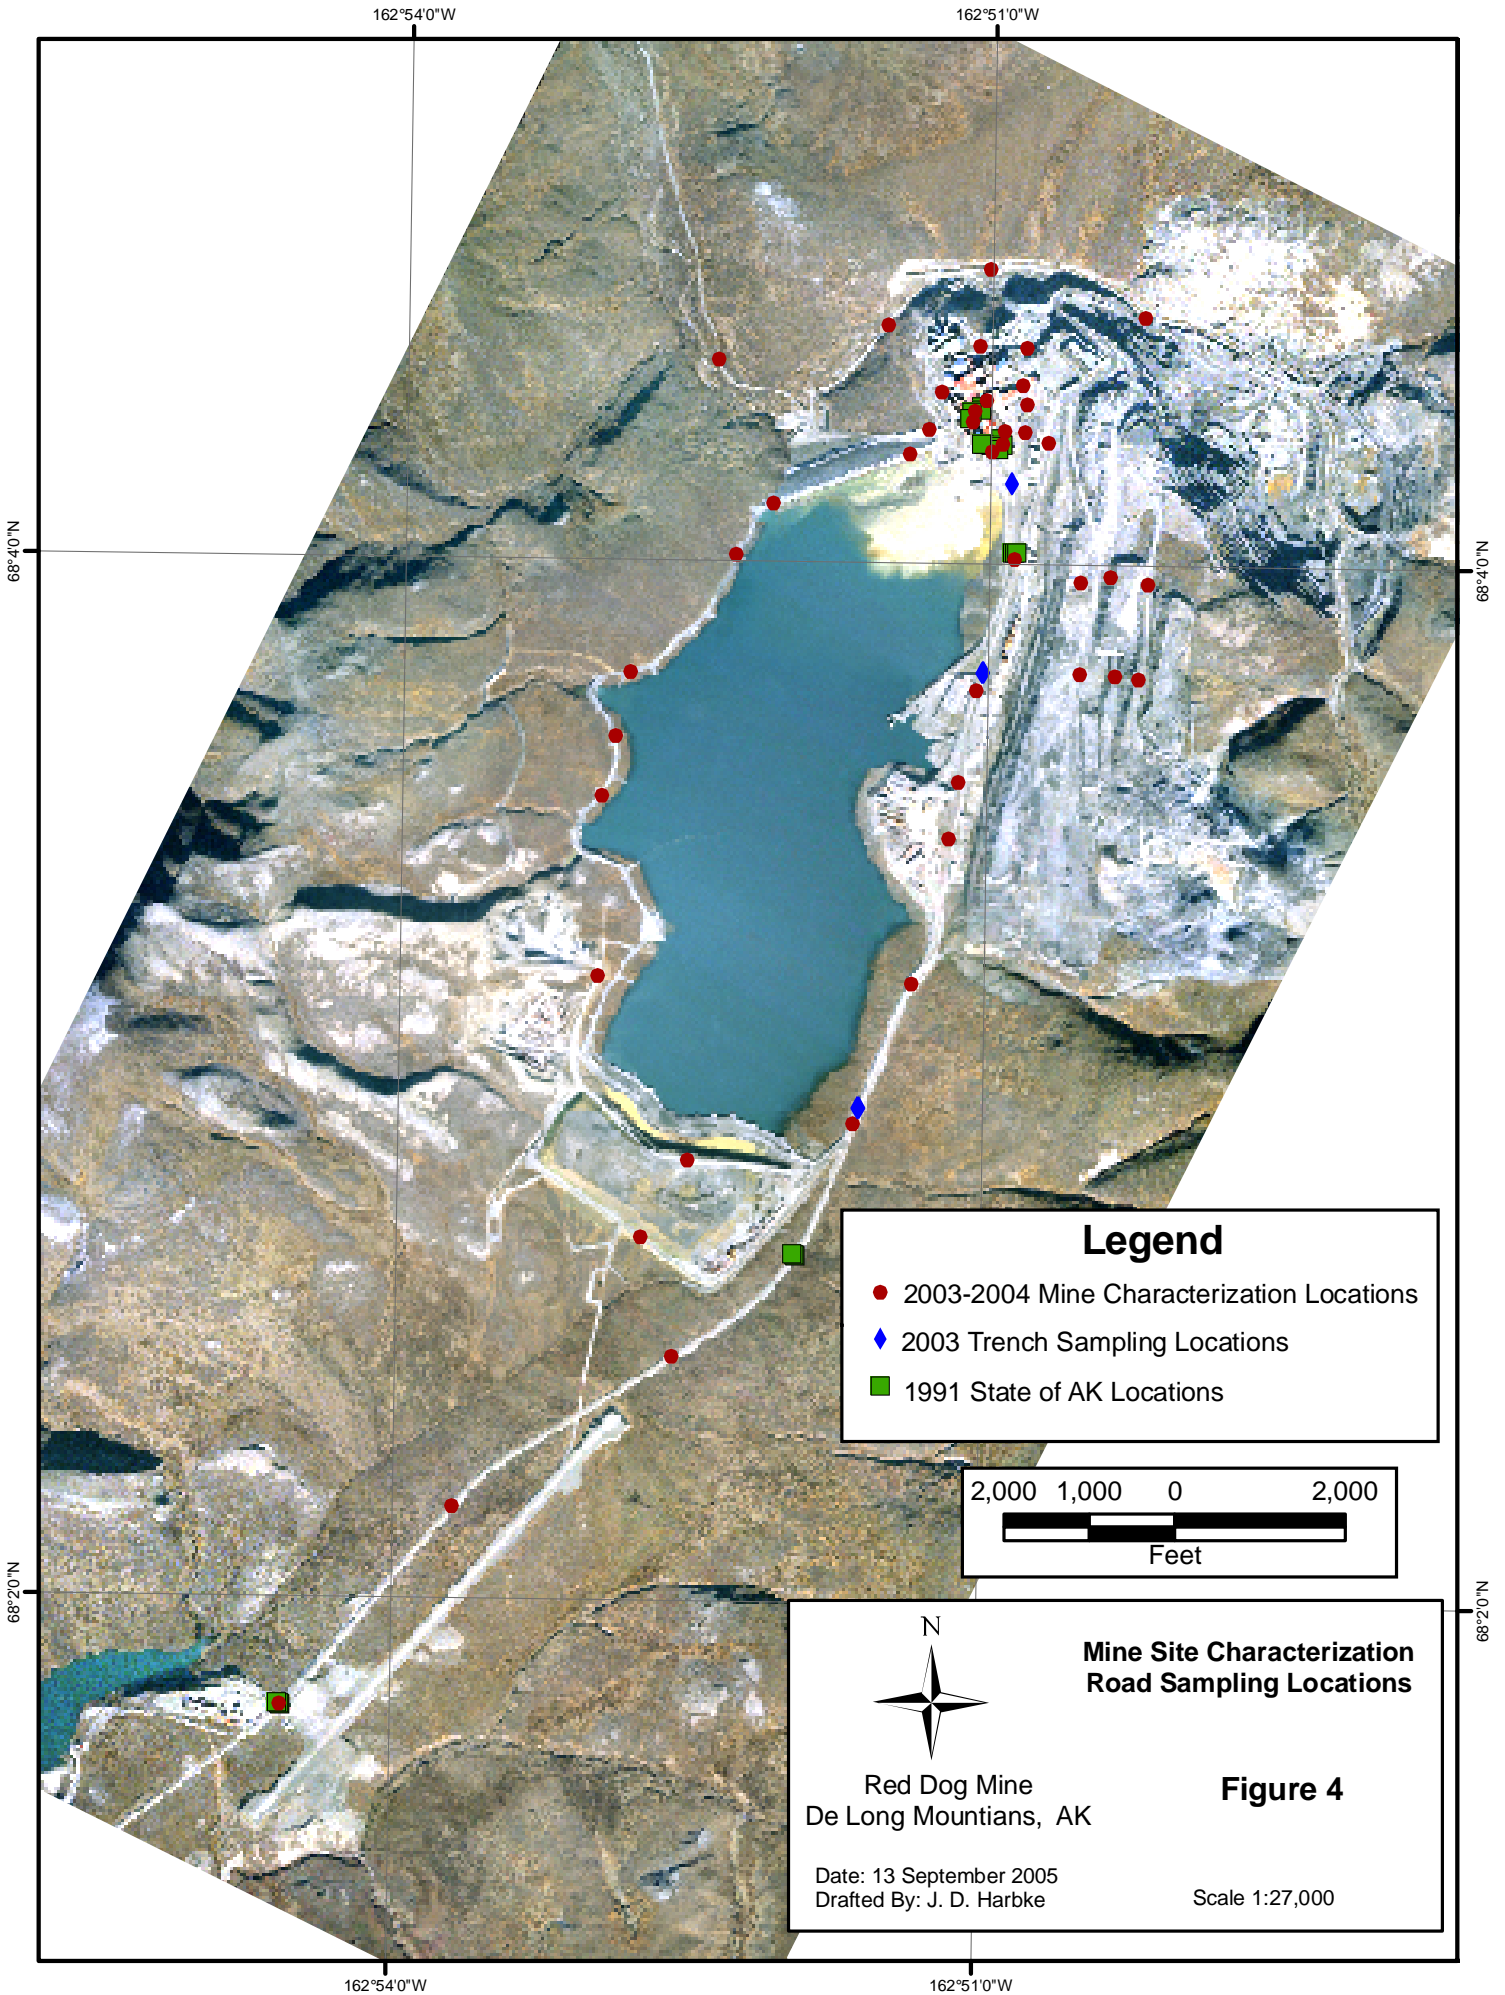 162°54'0"W
162°51'0"W
68°4'0"N
68°4'0"N
Legend
2003-2004 Mine Characterization Locations
2003 Trench Sampling Locations
1991 State of AK Locations
2,000 1,000 0 2,000
Feet
68°2'0"N
68°2'0"N
N
Mine Site Characterization
Road Sampling Locations
Red Dog Mine
De Long Mountians, AK
Figure 4
Date: 13 September 2005
Drafted By: J. D. Harbke
Scale 1:27,000
162°54'0"W
162°51'0"W